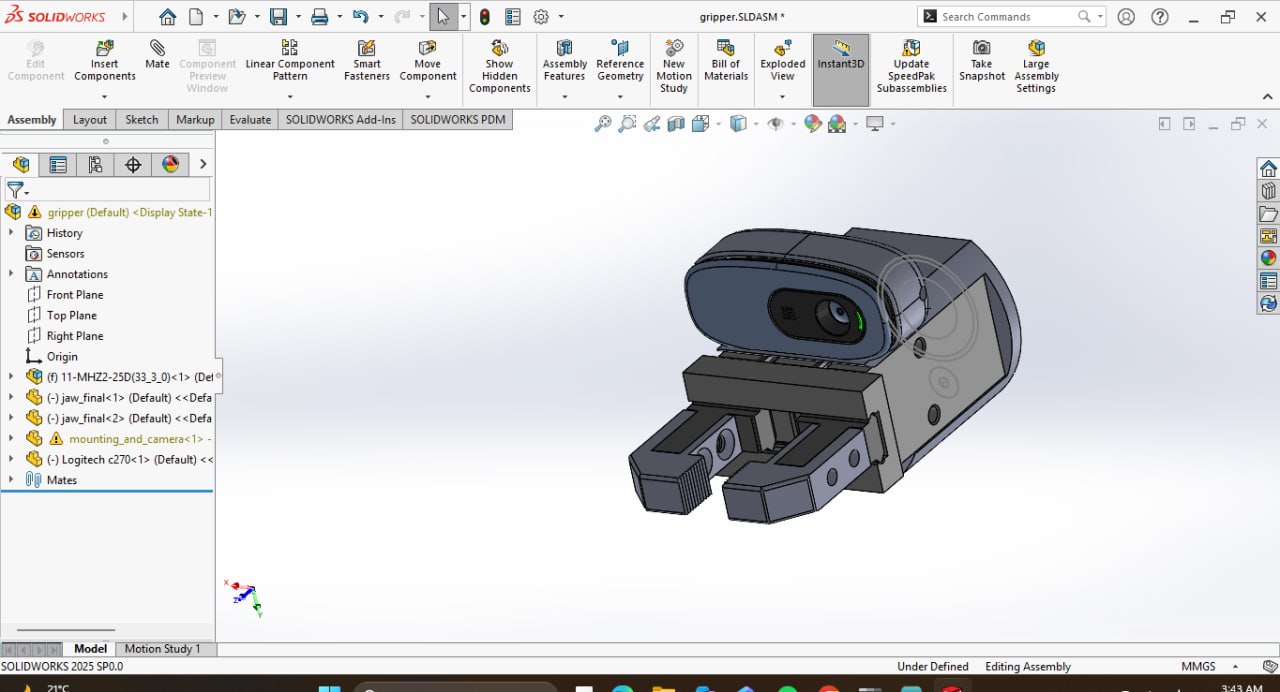 SOLIDWORKS
gripper.SLDASM *
Search Commands
Edit Component
Insert Components
Mate
Component Preview Window
Linear Component Pattern
Smart Fasteners
Move Component
Show Hidden Components
Assembly Features
Reference Geometry
New Motion Study
Bill of Materials
Exploded View
Instant3D
Update SpeedPak Subassemblies
Take Snapshot
Large Assembly Settings
Assembly Layout Sketch Markup Evaluate SOLIDWORKS Add-Ins SOLIDWORKS PDM
gripper (Default) <Display State-1
History
Sensors
Annotations
Front Plane
Top Plane
Right Plane
Origin
(f) 11-MHZ2-25D(33_3_0)<1> (Def
(-) jaw_final<1> (Default) <<Defa
(-) jaw_final<2> (Default) <<Defa
mounting_and_camera<1> -
(-) Logitech c270<1> (Default) <<
Mates
X
Z
Y
Model Motion Study 1
SOLIDWORKS 2025 SP0.0 Under Defined Editing Assembly MMGS
21°C 3:43 AM